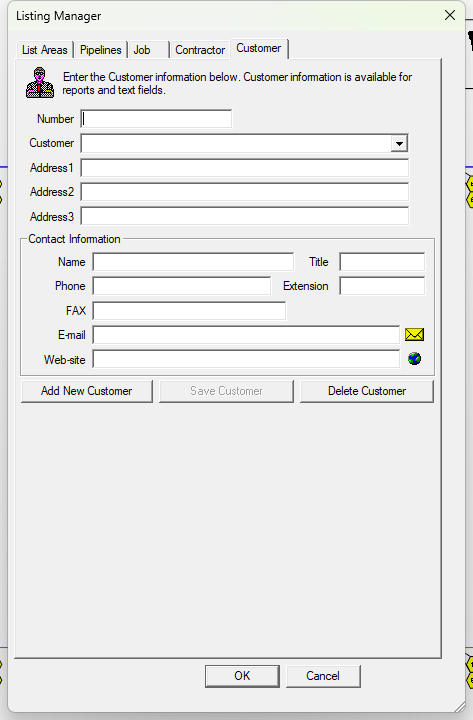 Listing Manager
List Areas Pipelines Job Contractor Customer
Enter the Customer information below. Customer information is available for
reports and text fields.
Number
Customer
Address1
Address2
Address3
Contact Information
Name Title
Phone Extension
FAX
E-mail
Web-site
Add New Customer Save Customer Delete Customer
OK Cancel